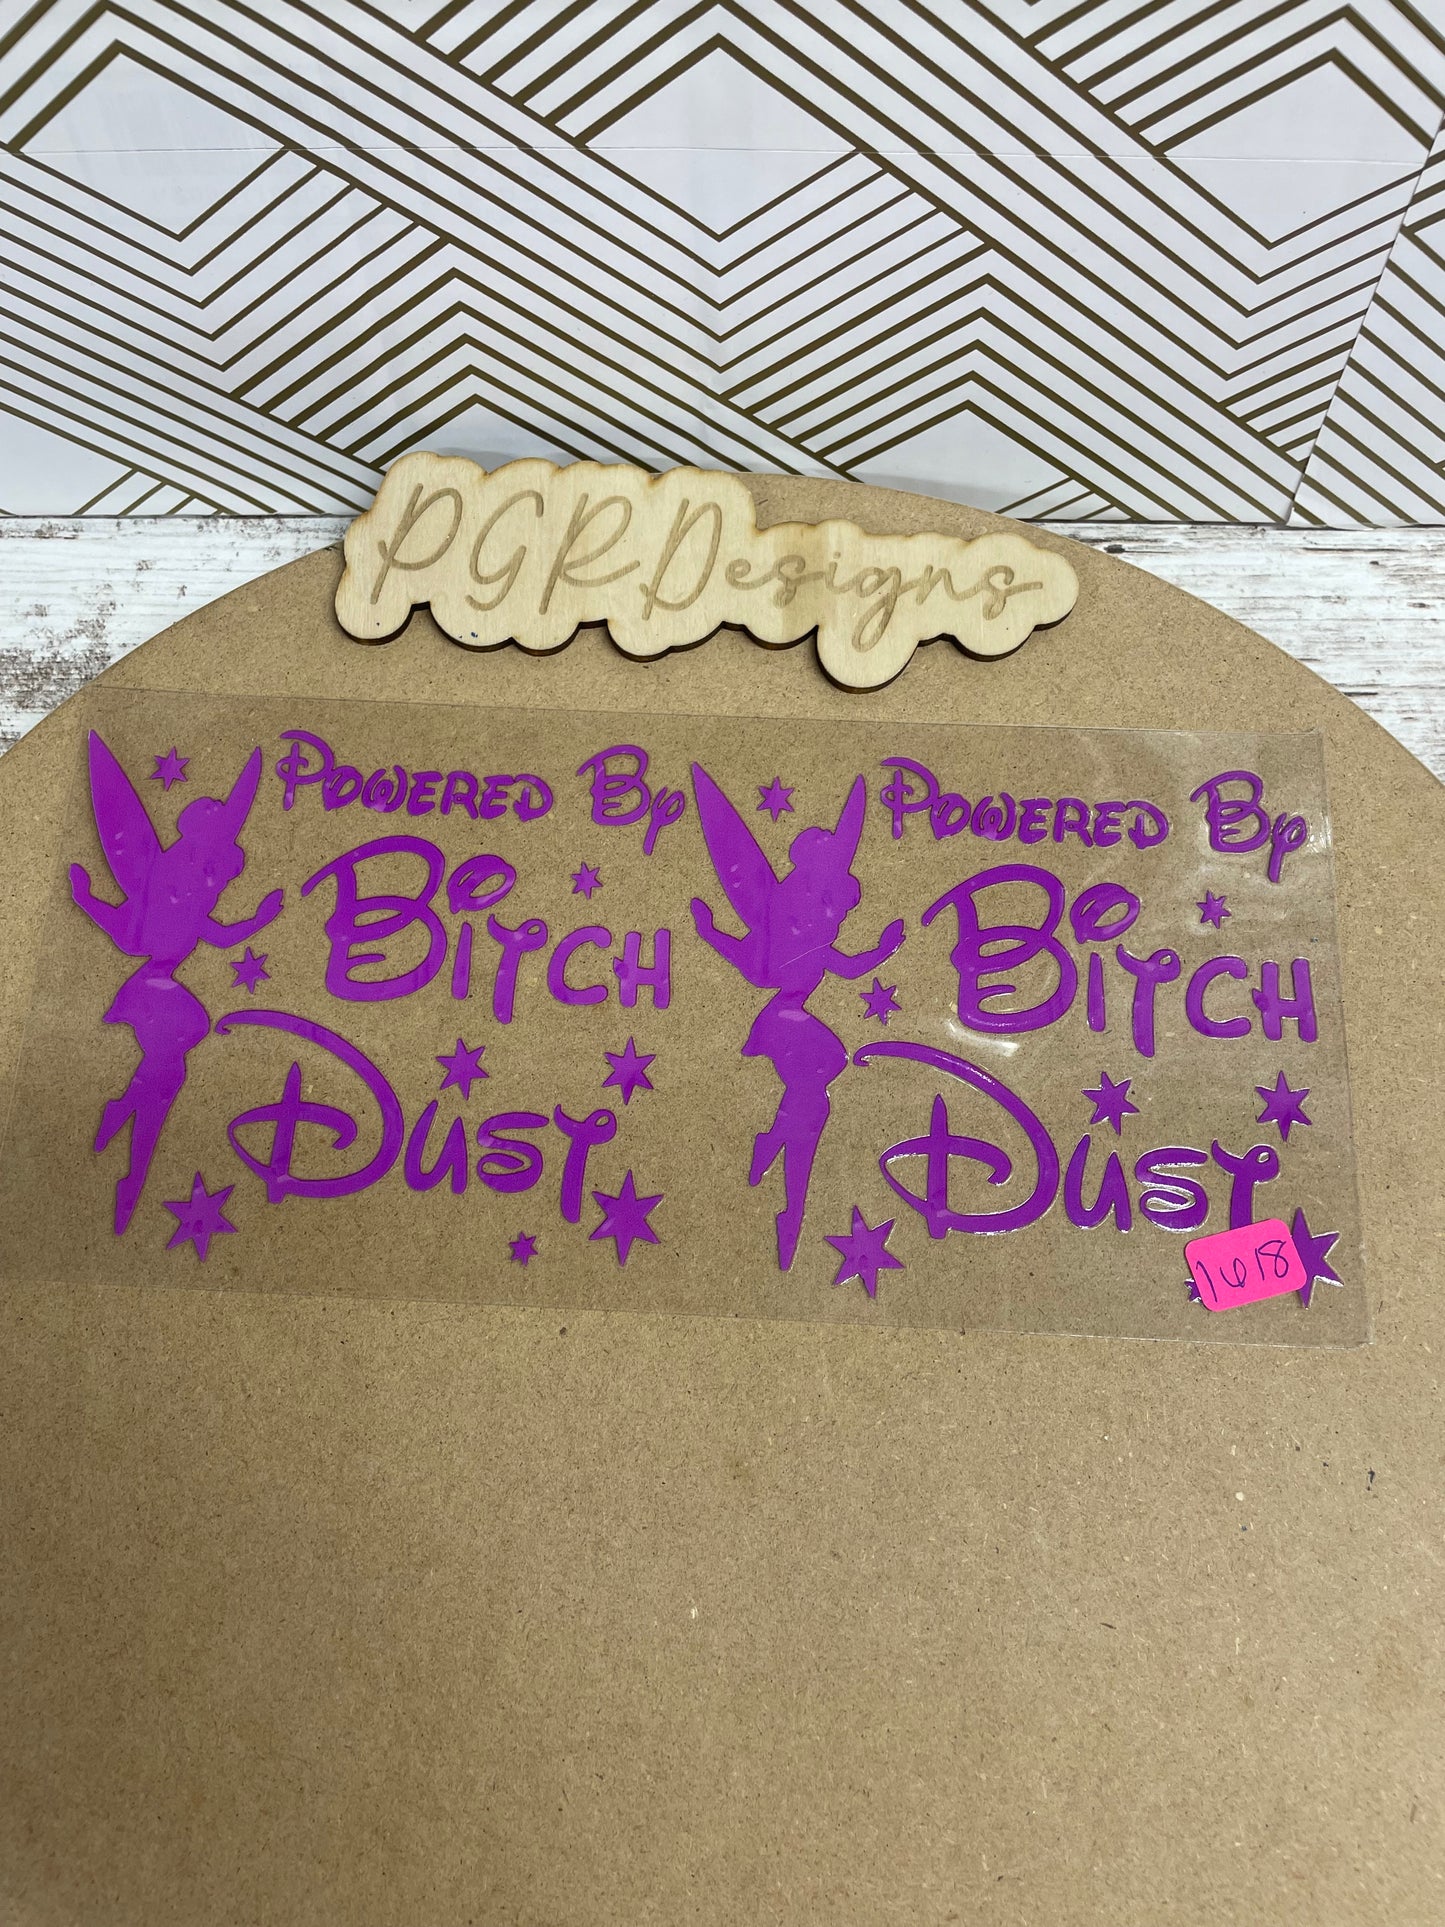 PGRDesigns
Powered By
Bitch
Dust
Powered By
Bitch
Dust
1618